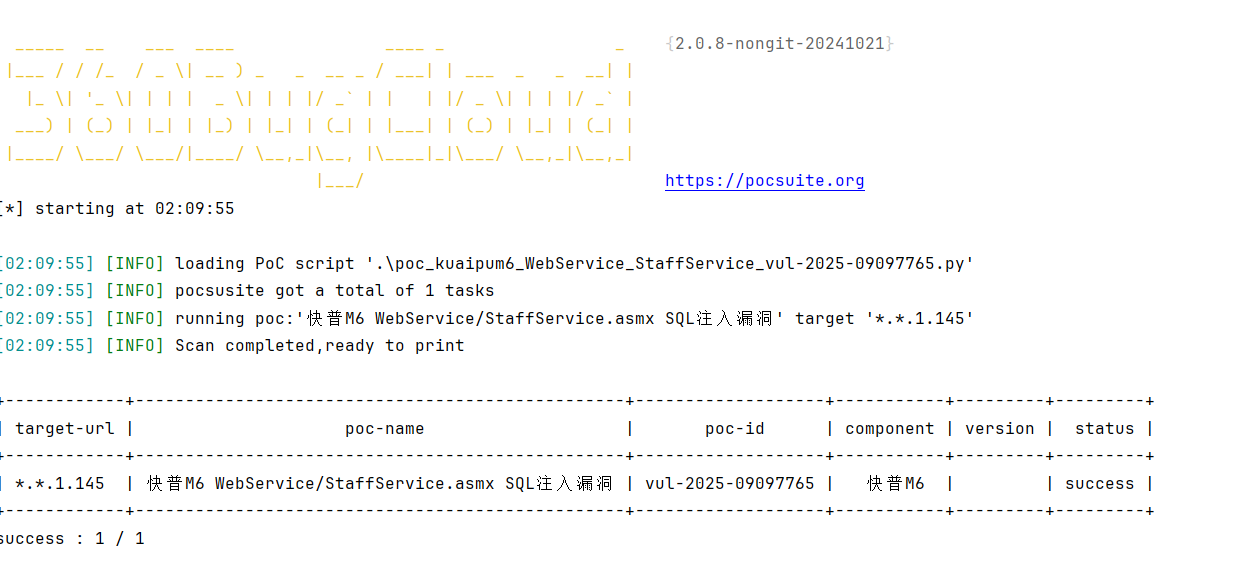 360BugCloud
{2.0.8-nongit-20241021}
https://pocsuite.org
[*] starting at 02:09:55
[02:09:55] [INFO] loading PoC script '.\poc_kuaipum6_WebService_StaffService_vul-2025-09097765.py'
[02:09:55] [INFO] pocsusite got a total of 1 tasks
[02:09:55] [INFO] running poc:'快普M6 WebService/StaffService.asmx SQL注入漏洞' target '*.*.1.145'
[02:09:55] [INFO] Scan completed,ready to print
| target-url | poc-name | poc-id | component | version | status |
| *.*.1.145 | 快普M6 WebService/StaffService.asmx SQL注入漏洞 | vul-2025-09097765 | 快普M6 | | success |
success : 1 / 1